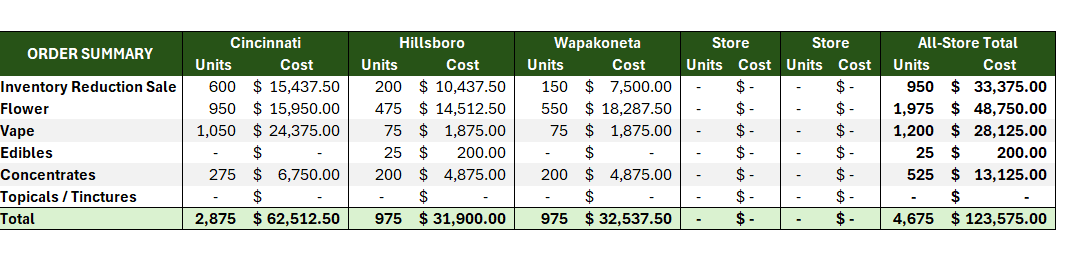 ORDER SUMMARY Cincinnati Hillsboro Wapakoneta Store Store All-Store Total
Units Cost Units Cost Units Cost Units Cost Units Cost Units Cost
Inventory Reduction Sale 600 $ 15,437.50 200 $ 10,437.50 150 $ 7,500.00 - $ - - $ - 950 $ 33,375.00
Flower 950 $ 15,950.00 475 $ 14,512.50 550 $ 18,287.50 - $ - - $ - 1,975 $ 48,750.00
Vape 1,050 $ 24,375.00 75 $ 1,875.00 75 $ 1,875.00 - $ - - $ - 1,200 $ 28,125.00
Edibles - $ - 25 $ 200.00 - $ - - $ - - $ - 25 $ 200.00
Concentrates 275 $ 6,750.00 200 $ 4,875.00 200 $ 4,875.00 - $ - - $ - 525 $ 13,125.00
Topicals / Tinctures - $ - - $ - - $ - - $ - - $ - - $ -
Total 2,875 $ 62,512.50 975 $ 31,900.00 975 $ 32,537.50 - $ - - $ - 4,675 $ 123,575.00